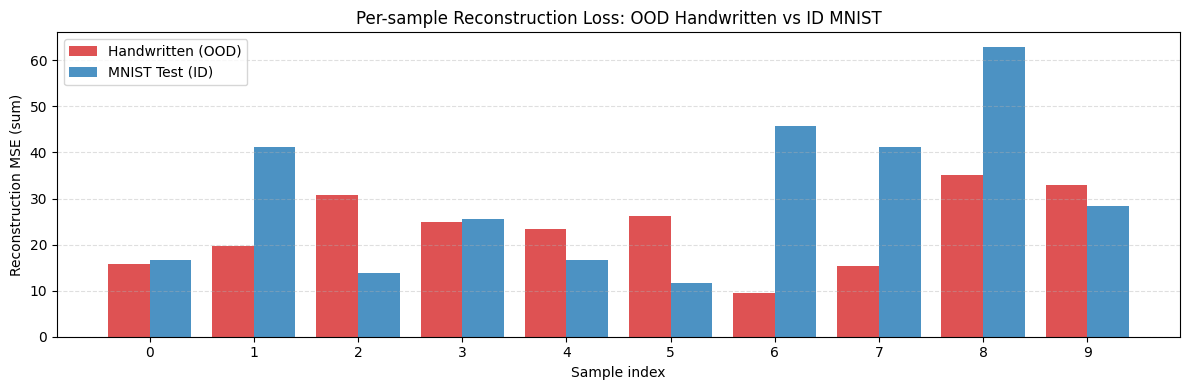 Per-sample Reconstruction Loss: OOD Handwritten vs ID MNIST
Handwritten (OOD)
MNIST Test (ID)
Reconstruction MSE (sum)
60
50
40
30
20
10
0
0 1 2 3 4 5 6 7 8 9
Sample index